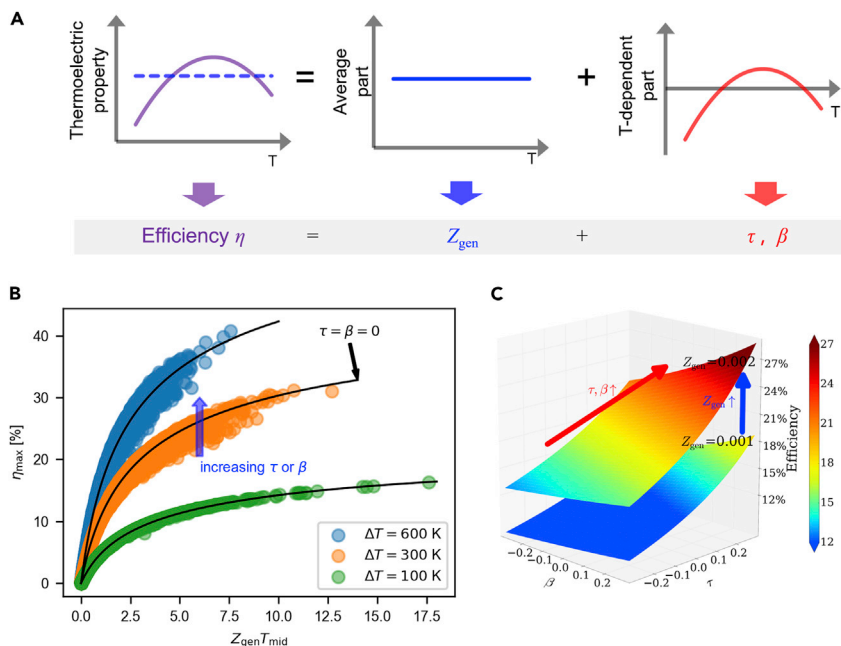 A
Thermoelectric
property
T
=
Average
part
T
+
T-dependent
part
T
Efficiency η = Z_gen + τ, β
B
η_max [%]
40
30
20
10
0
τ = β = 0
increasing τ or β
ΔT = 600 K
ΔT = 300 K
ΔT = 100 K
0.0 2.5 5.0 7.5 10.0 12.5 15.0 17.5
Z_genT_mid
C
τ, β↑
Z_gen=0.002
Z_gen↑
Z_gen=0.001
27%
24%
21%
18%
15%
12%
Efficiency
-0.2 -0.1 0.0 0.1 0.2
β
-0.2 -0.1 0.0 0.1 0.2
τ
27
24
21
18
15
12